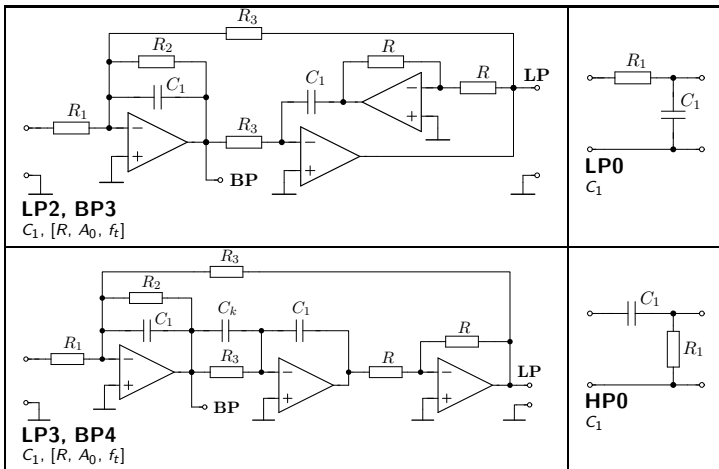 R3
R2
C1
R1
R3
C1
R
R
LP
BP
LP2, BP3
C1, [R, A0, ft]
R1
C1
LP0
C1
R3
R2
C1
Ck
C1
R1
R3
R
R
LP
BP
LP3, BP4
C1, [R, A0, ft]
C1
R1
HP0
C1